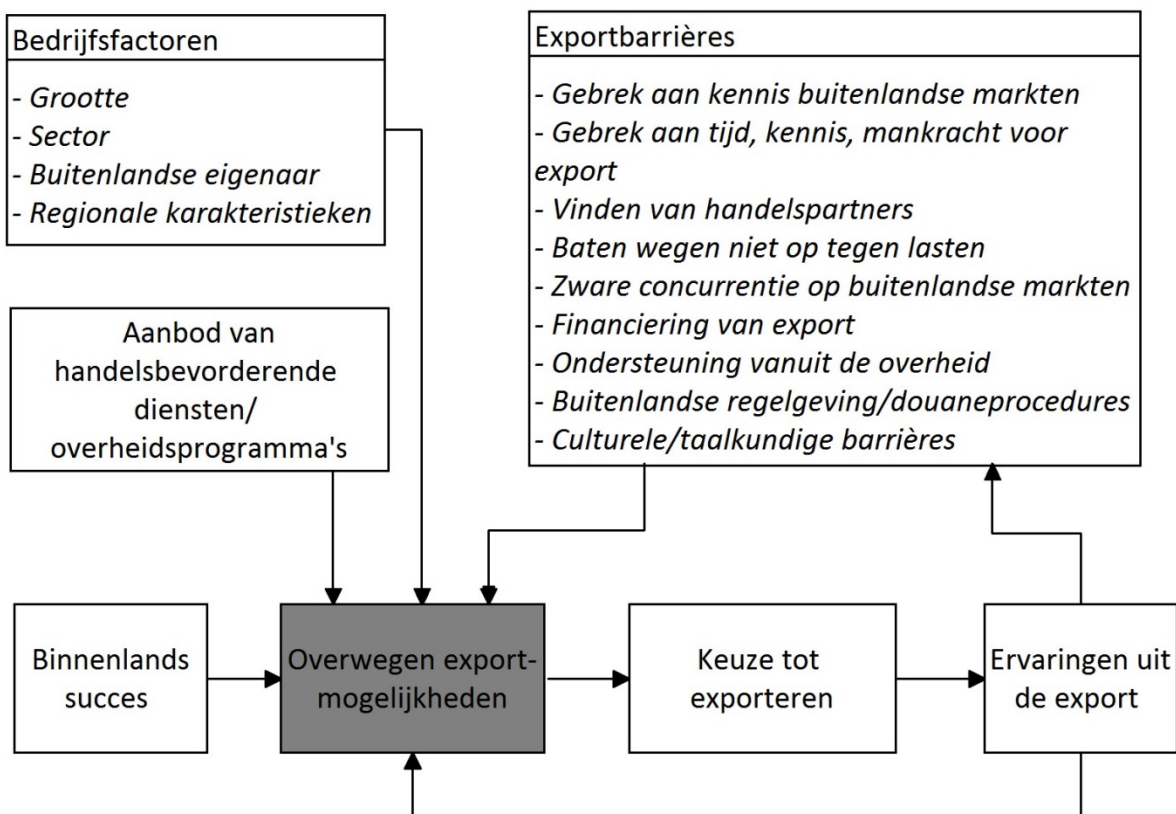 Bedrijfsfactoren
- Grootte
- Sector
- Buitenlandse eigenaar
- Regionale karakteristieken
Exportbarrières
- Gebrek aan kennis buitenlandse markten
- Gebrek aan tijd, kennis, mankracht voor
export
- Vinden van handelspartners
- Baten wegen niet op tegen lasten
- Zware concurrentie op buitenlandse markten
- Financiering van export
- Ondersteuning vanuit de overheid
- Buitenlandse regelgeving/douaneprocedures
- Culturele/taalkundige barrières
Aanbod van
handelsbevorderende
diensten/
overheidsprogramma's
Binnenlands
succes
Overwegen export-
mogelijkheden
Keuze tot
exporteren
Ervaringen uit
de export